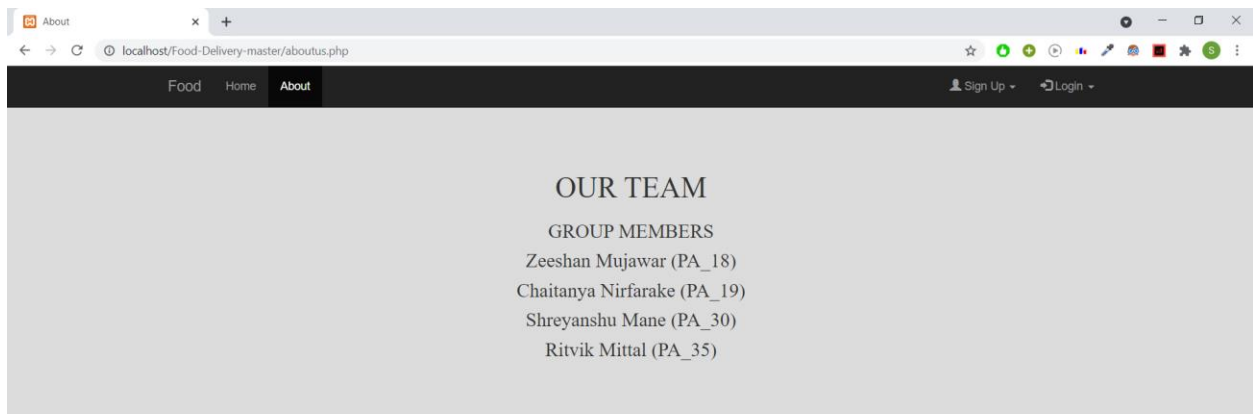 About
localhost/Food-Delivery-master/aboutus.php
S
Food Home About Sign Up Login
OUR TEAM
GROUP MEMBERS
Zeeshan Mujawar (PA_18)
Chaitanya Nirfarake (PA_19)
Shreyanshu Mane (PA_30)
Ritvik Mittal (PA_35)